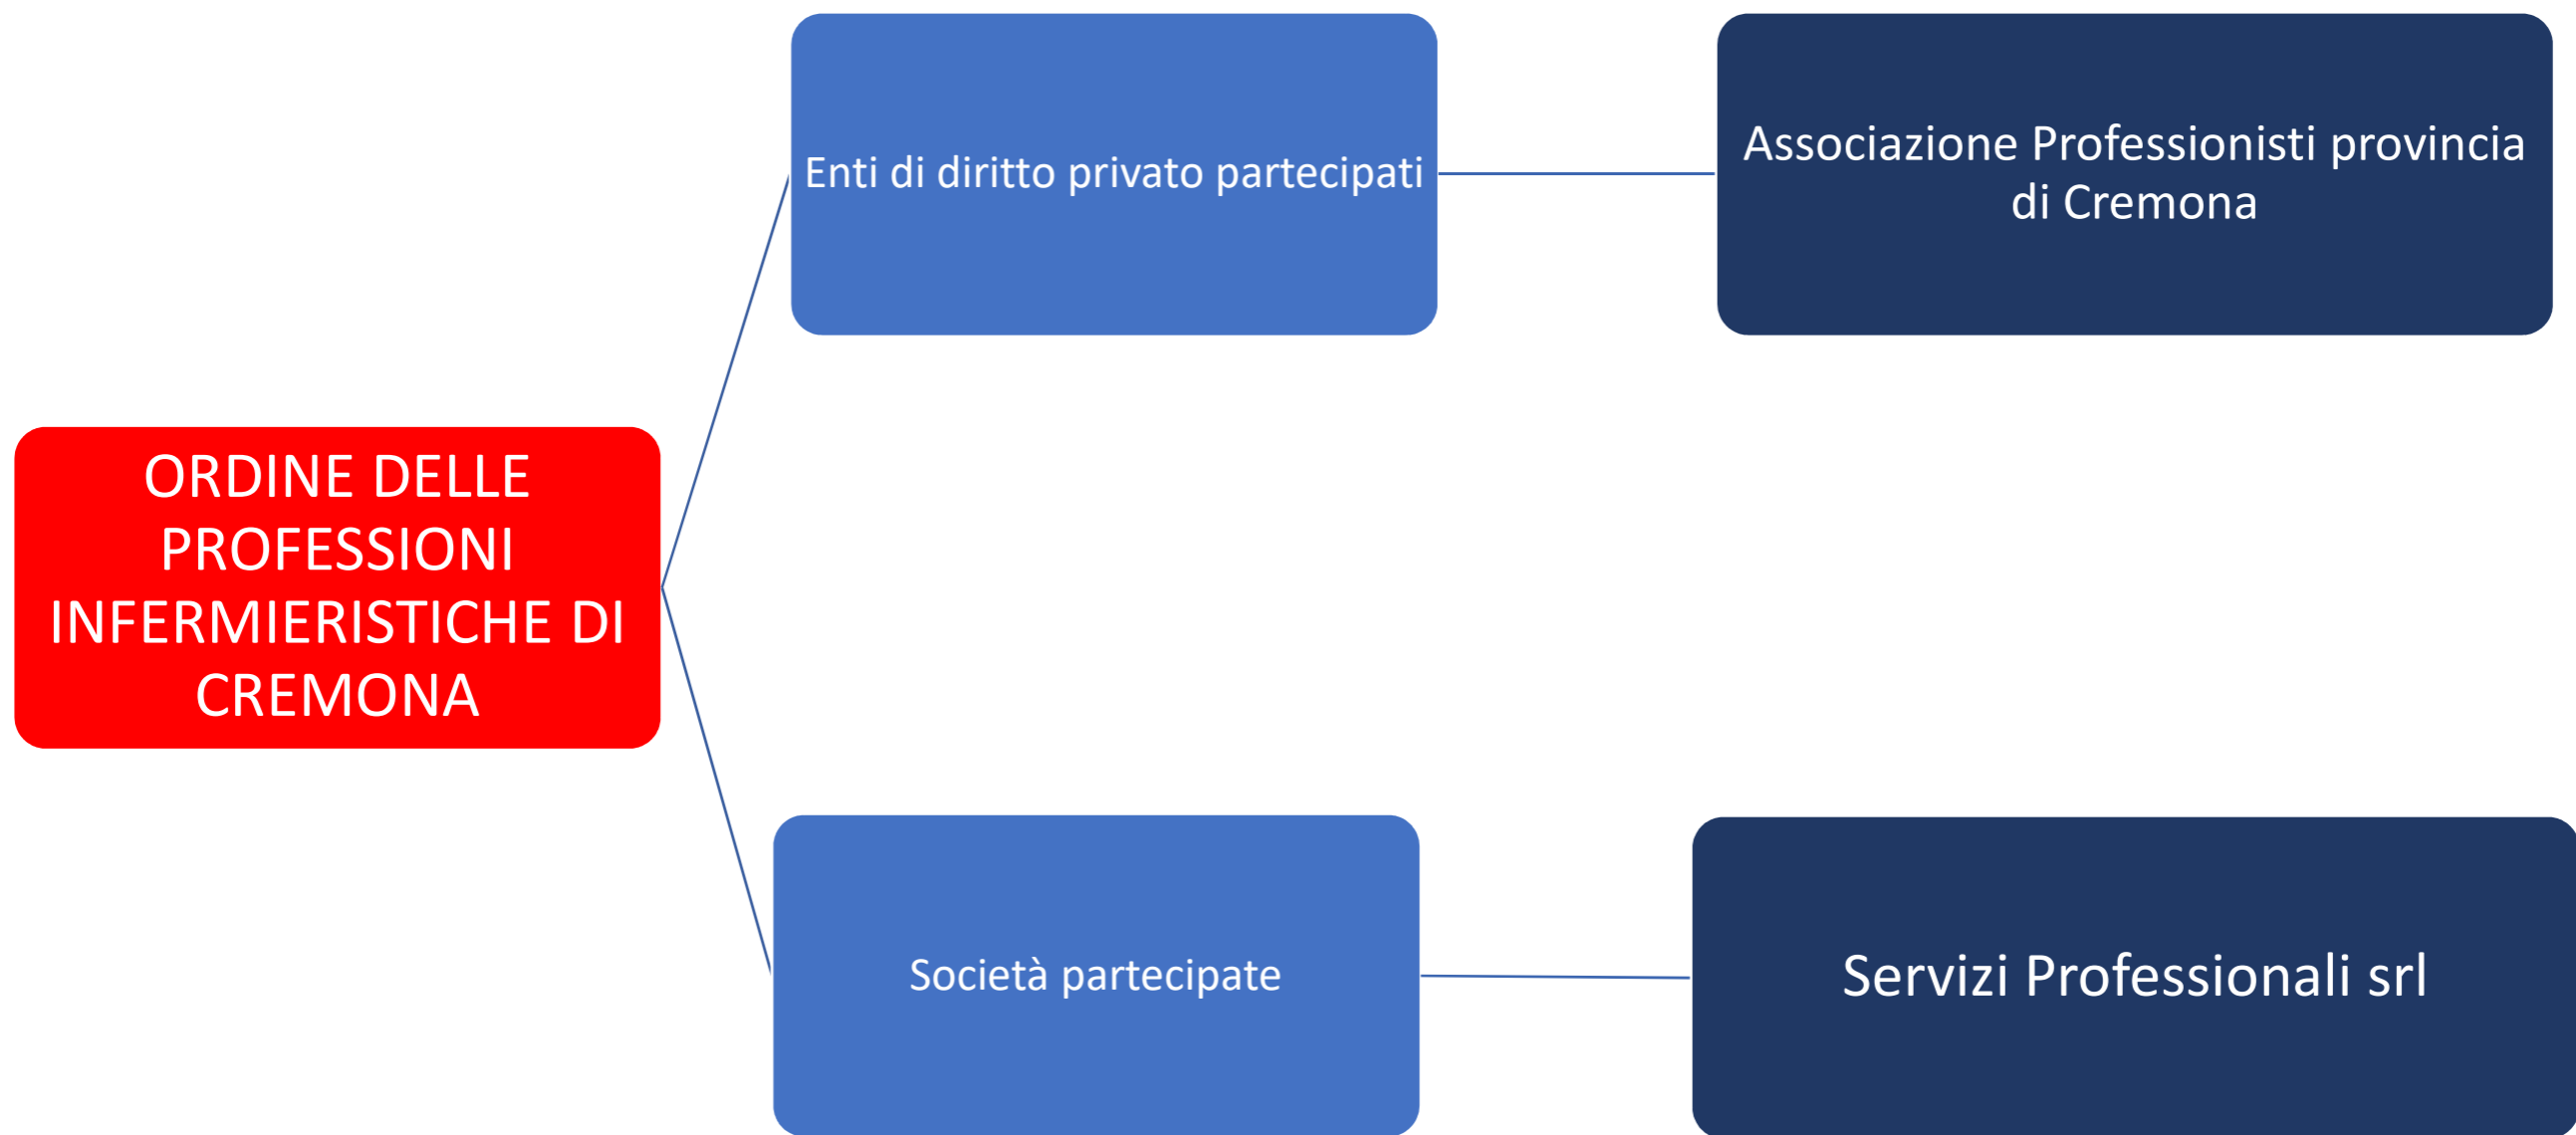 Enti di diritto privato partecipati
Associazione Professionisti provincia
di Cremona
ORDINE DELLE
PROFESSIONI
INFERMIERISTICHE DI
CREMONA
Società partecipate
Servizi Professionali srl